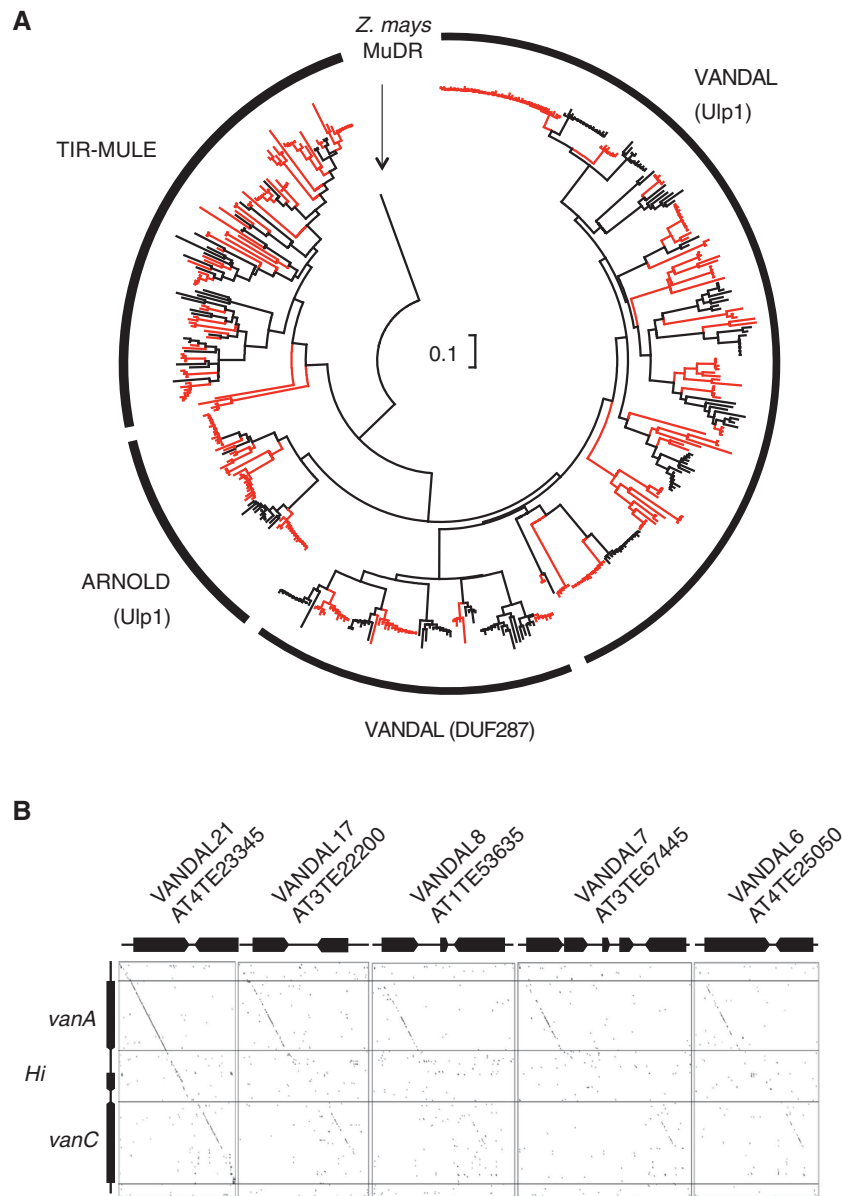 A
Z. mays
MuDR
VANDAL
(Ulp1)
TIR-MULE
0.1
ARNOLD
(Ulp1)
VANDAL (DUF287)
B
VANDAL21
AT4TE23345
VANDAL17
AT3TE22200
VANDAL8
AT1TE53635
VANDAL7
AT3TE67445
VANDAL6
AT4TE25050
vanA
Hi
vanC